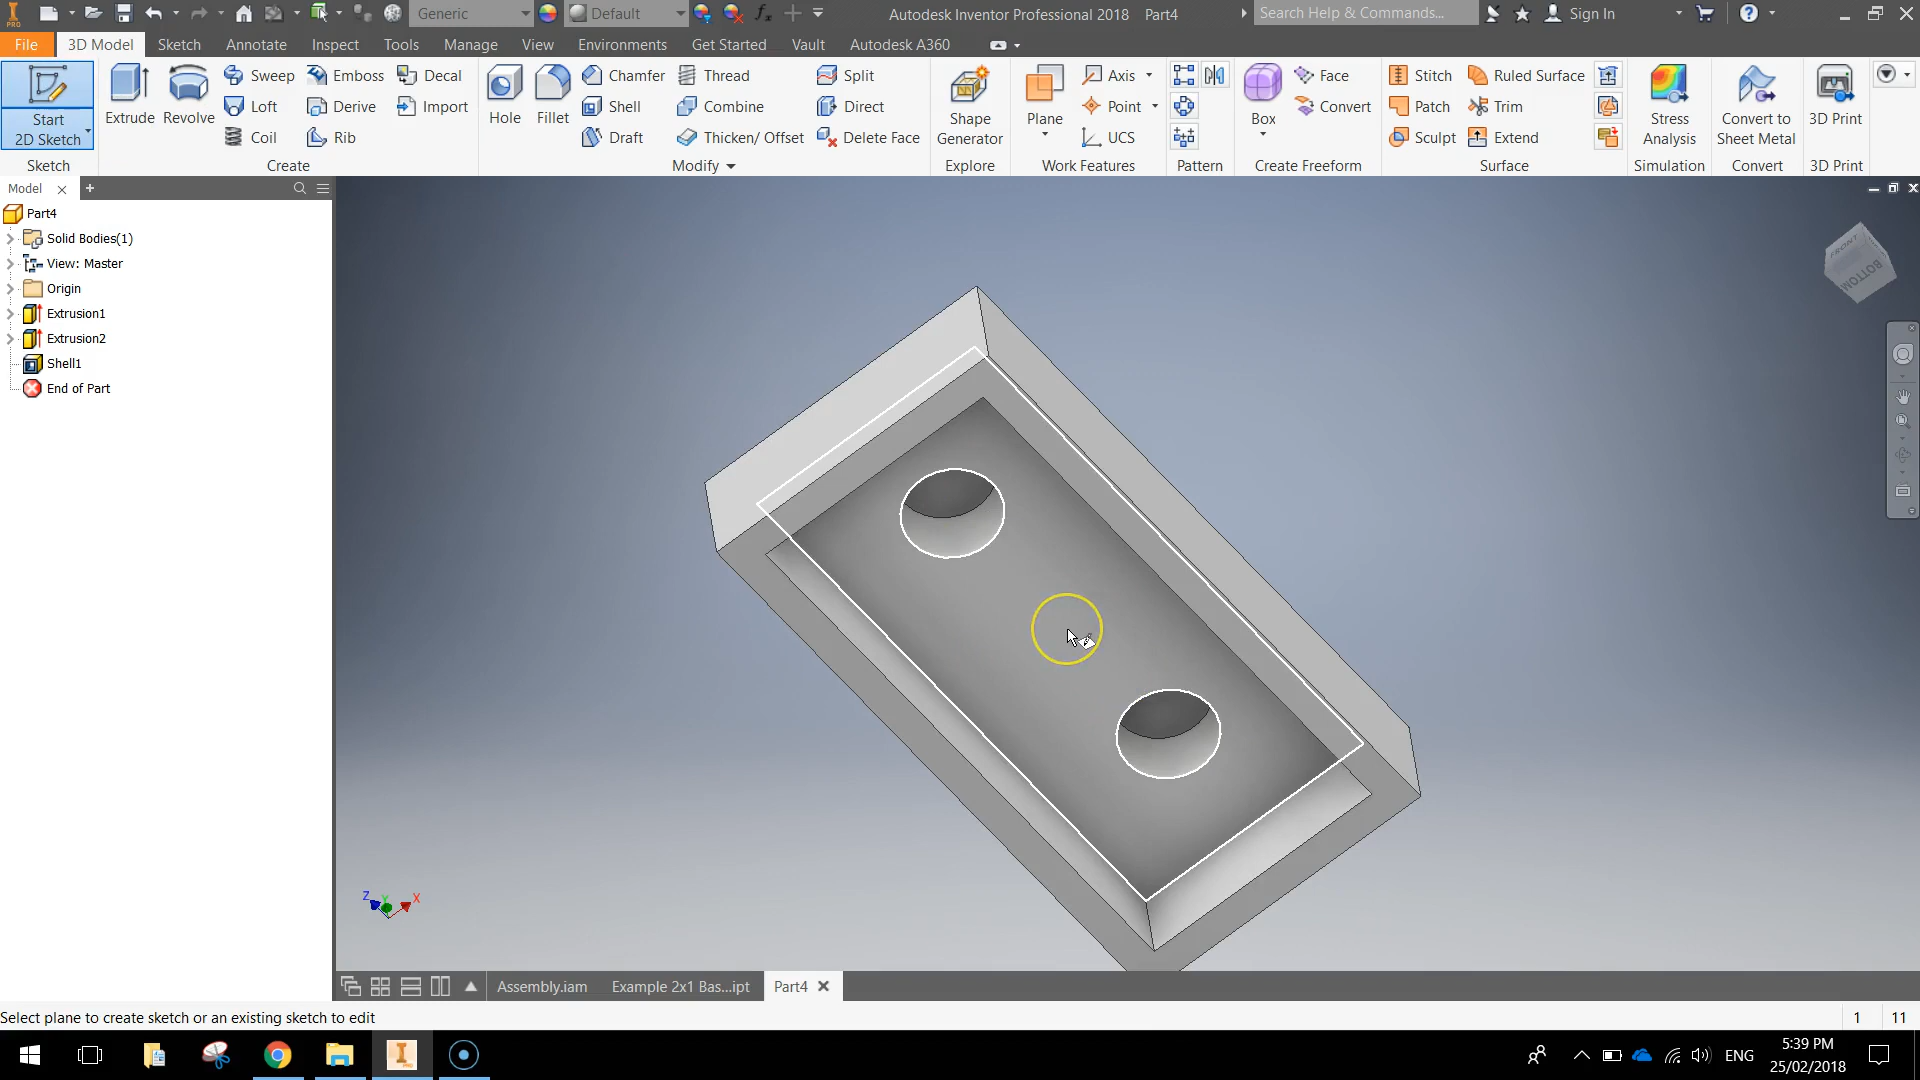 Generic
Default
Autodesk Inventor Professional 2018 Part4
Search Help & Commands...
Sign In
File
3D Model
Sketch
Annotate
Inspect
Tools
Manage
View
Environments
Get Started
Vault
Autodesk A360
Start
2D Sketch
Sketch
Extrude
Revolve
Sweep
Loft
Coil
Emboss
Derive
Rib
Decal
Import
Create
Hole
Fillet
Chamfer
Shell
Draft
Thread
Combine
Thicken/ Offset
Split
Direct
Delete Face
Modify
Shape
Generator
Explore
Plane
Axis
Point
UCS
Work Features
Pattern
Box
Face
Convert
Create Freeform
Stitch
Patch
Sculpt
Ruled Surface
Trim
Extend
Surface
Stress
Analysis
Simulation
Convert to
Sheet Metal
Convert
3D Print
3D Print
Model
Part4
Solid Bodies(1)
View: Master
Origin
Extrusion1
Extrusion2
Shell1
End of Part
FRONT
BOTTOM
Z
Y
X
Assembly.iam
Example 2x1 Bas...ipt
Part4
Select plane to create sketch or an existing sketch to edit
1
11
ENG
5:39 PM
25/02/2018